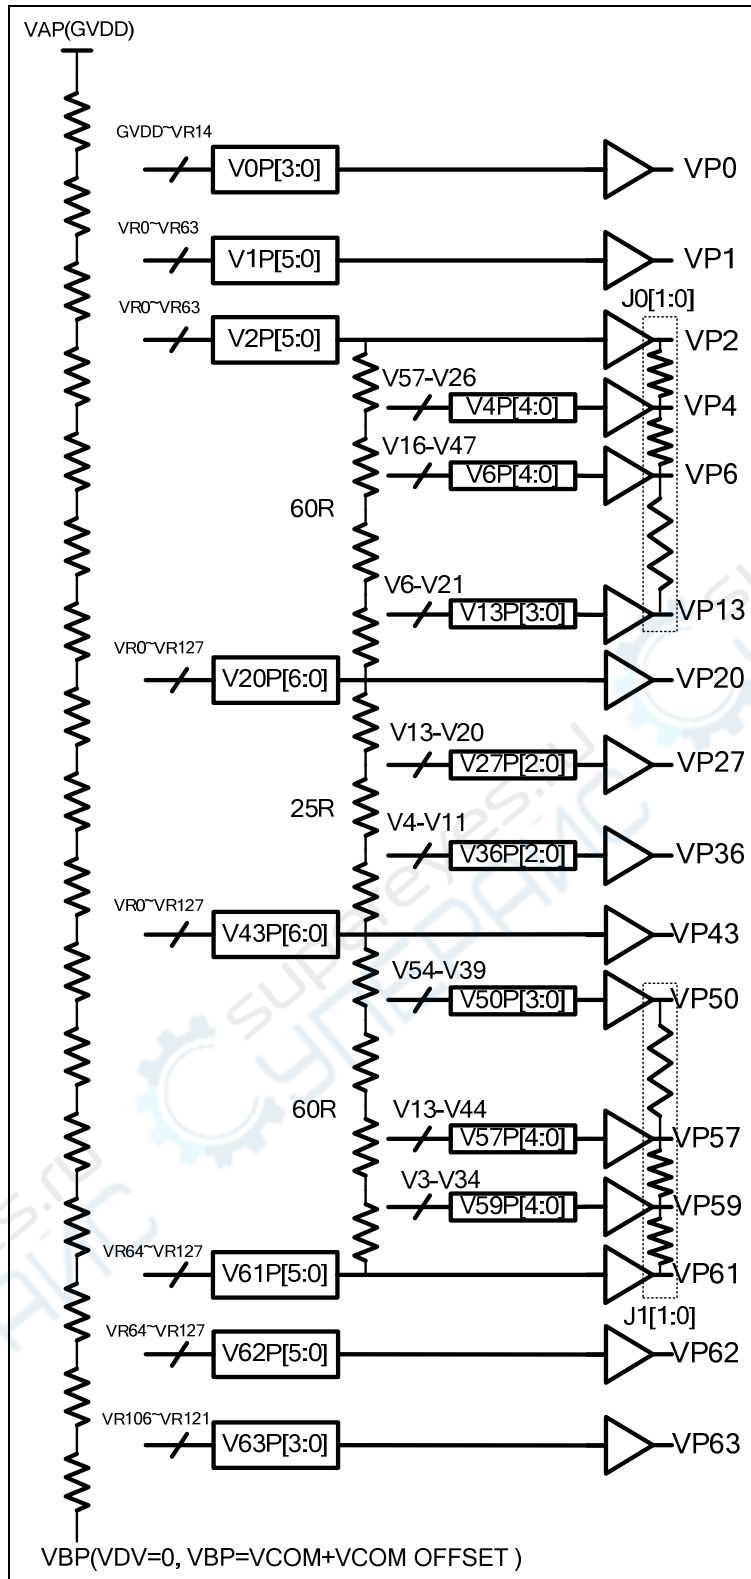 VAP(GVDD)
GVDD~VR14
V0P[3:0]
VP0
VR0~VR63
V1P[5:0]
VP1
J0[1:0]
VR0~VR63
V2P[5:0]
VP2
V57-V26
V4P[4:0]
VP4
V16-V47
V6P[4:0]
VP6
60R
V6-V21
V13P[3:0]
VP13
VR0~VR127
V20P[6:0]
VP20
V13-V20
V27P[2:0]
VP27
25R
V4-V11
V36P[2:0]
VP36
VR0~VR127
V43P[6:0]
VP43
V54-V39
V50P[3:0]
VP50
60R
V13-V44
V57P[4:0]
VP57
V3-V34
V59P[4:0]
VP59
VR64~VR127
V61P[5:0]
VP61
J1[1:0]
VR64~VR127
V62P[5:0]
VP62
VR106~VR121
V63P[3:0]
VP63
VBP(VDV=0, VBP=VCOM+VCOM OFFSET )
supereyes.ru
СУПЕРАЙС